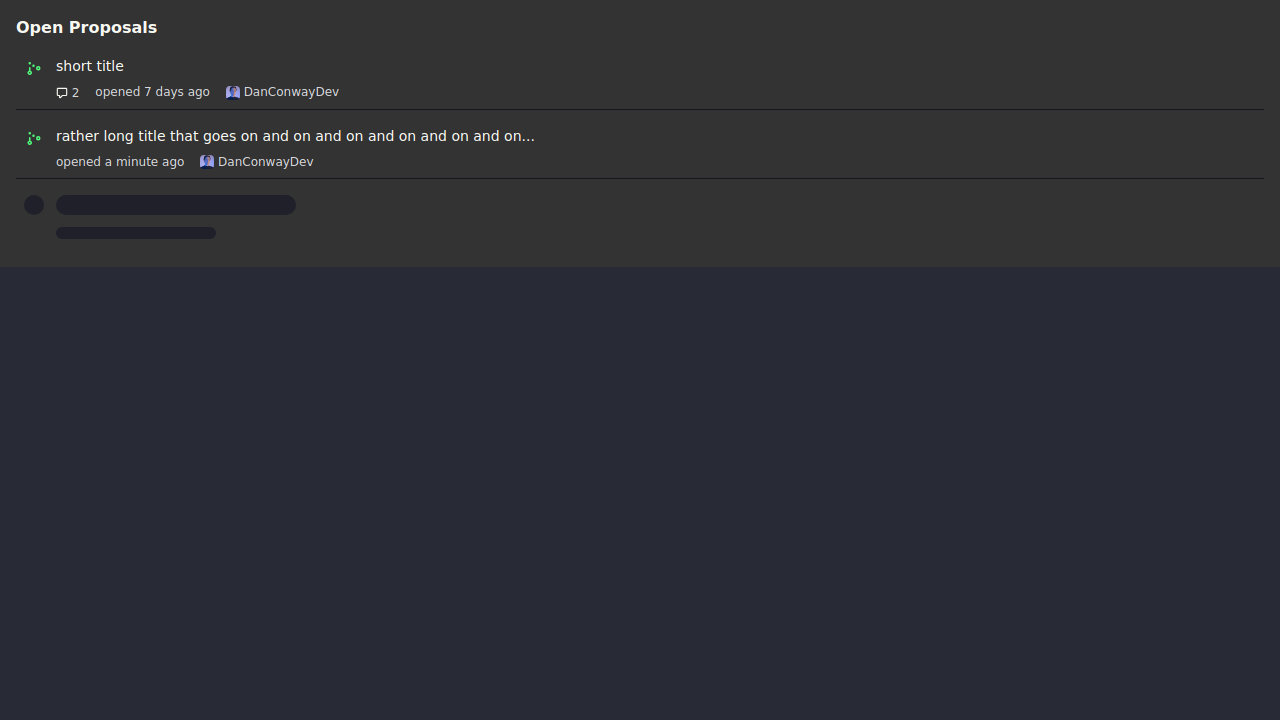 Open Proposals
short title
2 opened 7 days ago DanConwayDev
rather long title that goes on and on and on and on and on and on...
opened a minute ago DanConwayDev